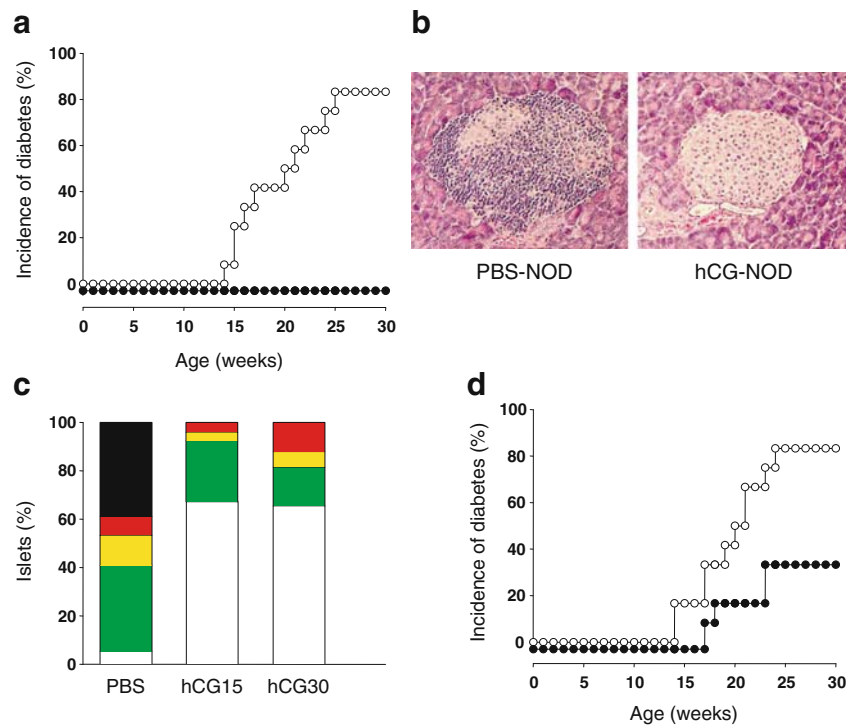 a
Incidence of diabetes (%)
100
80
60
40
20
0
0 5 10 15 20 25 30
Age (weeks)
b
PBS-NOD hCG-NOD
c
Islets (%)
100
80
60
40
20
0
PBS hCG15 hCG30
d
Incidence of diabetes (%)
100
80
60
40
20
0
0 5 10 15 20 25 30
Age (weeks)